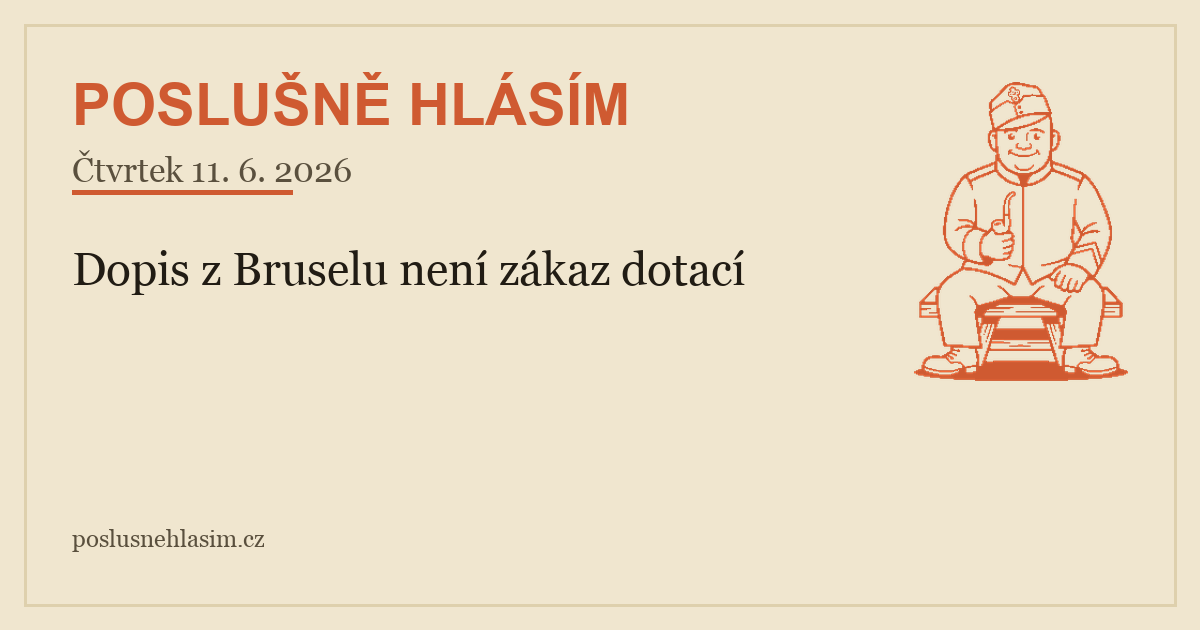 POSLUŠNĚ HLÁSÍM
Čtvrtek 11. 6. 2026
Dopis z Bruselu není zákaz dotací
poslusnehlasim.cz